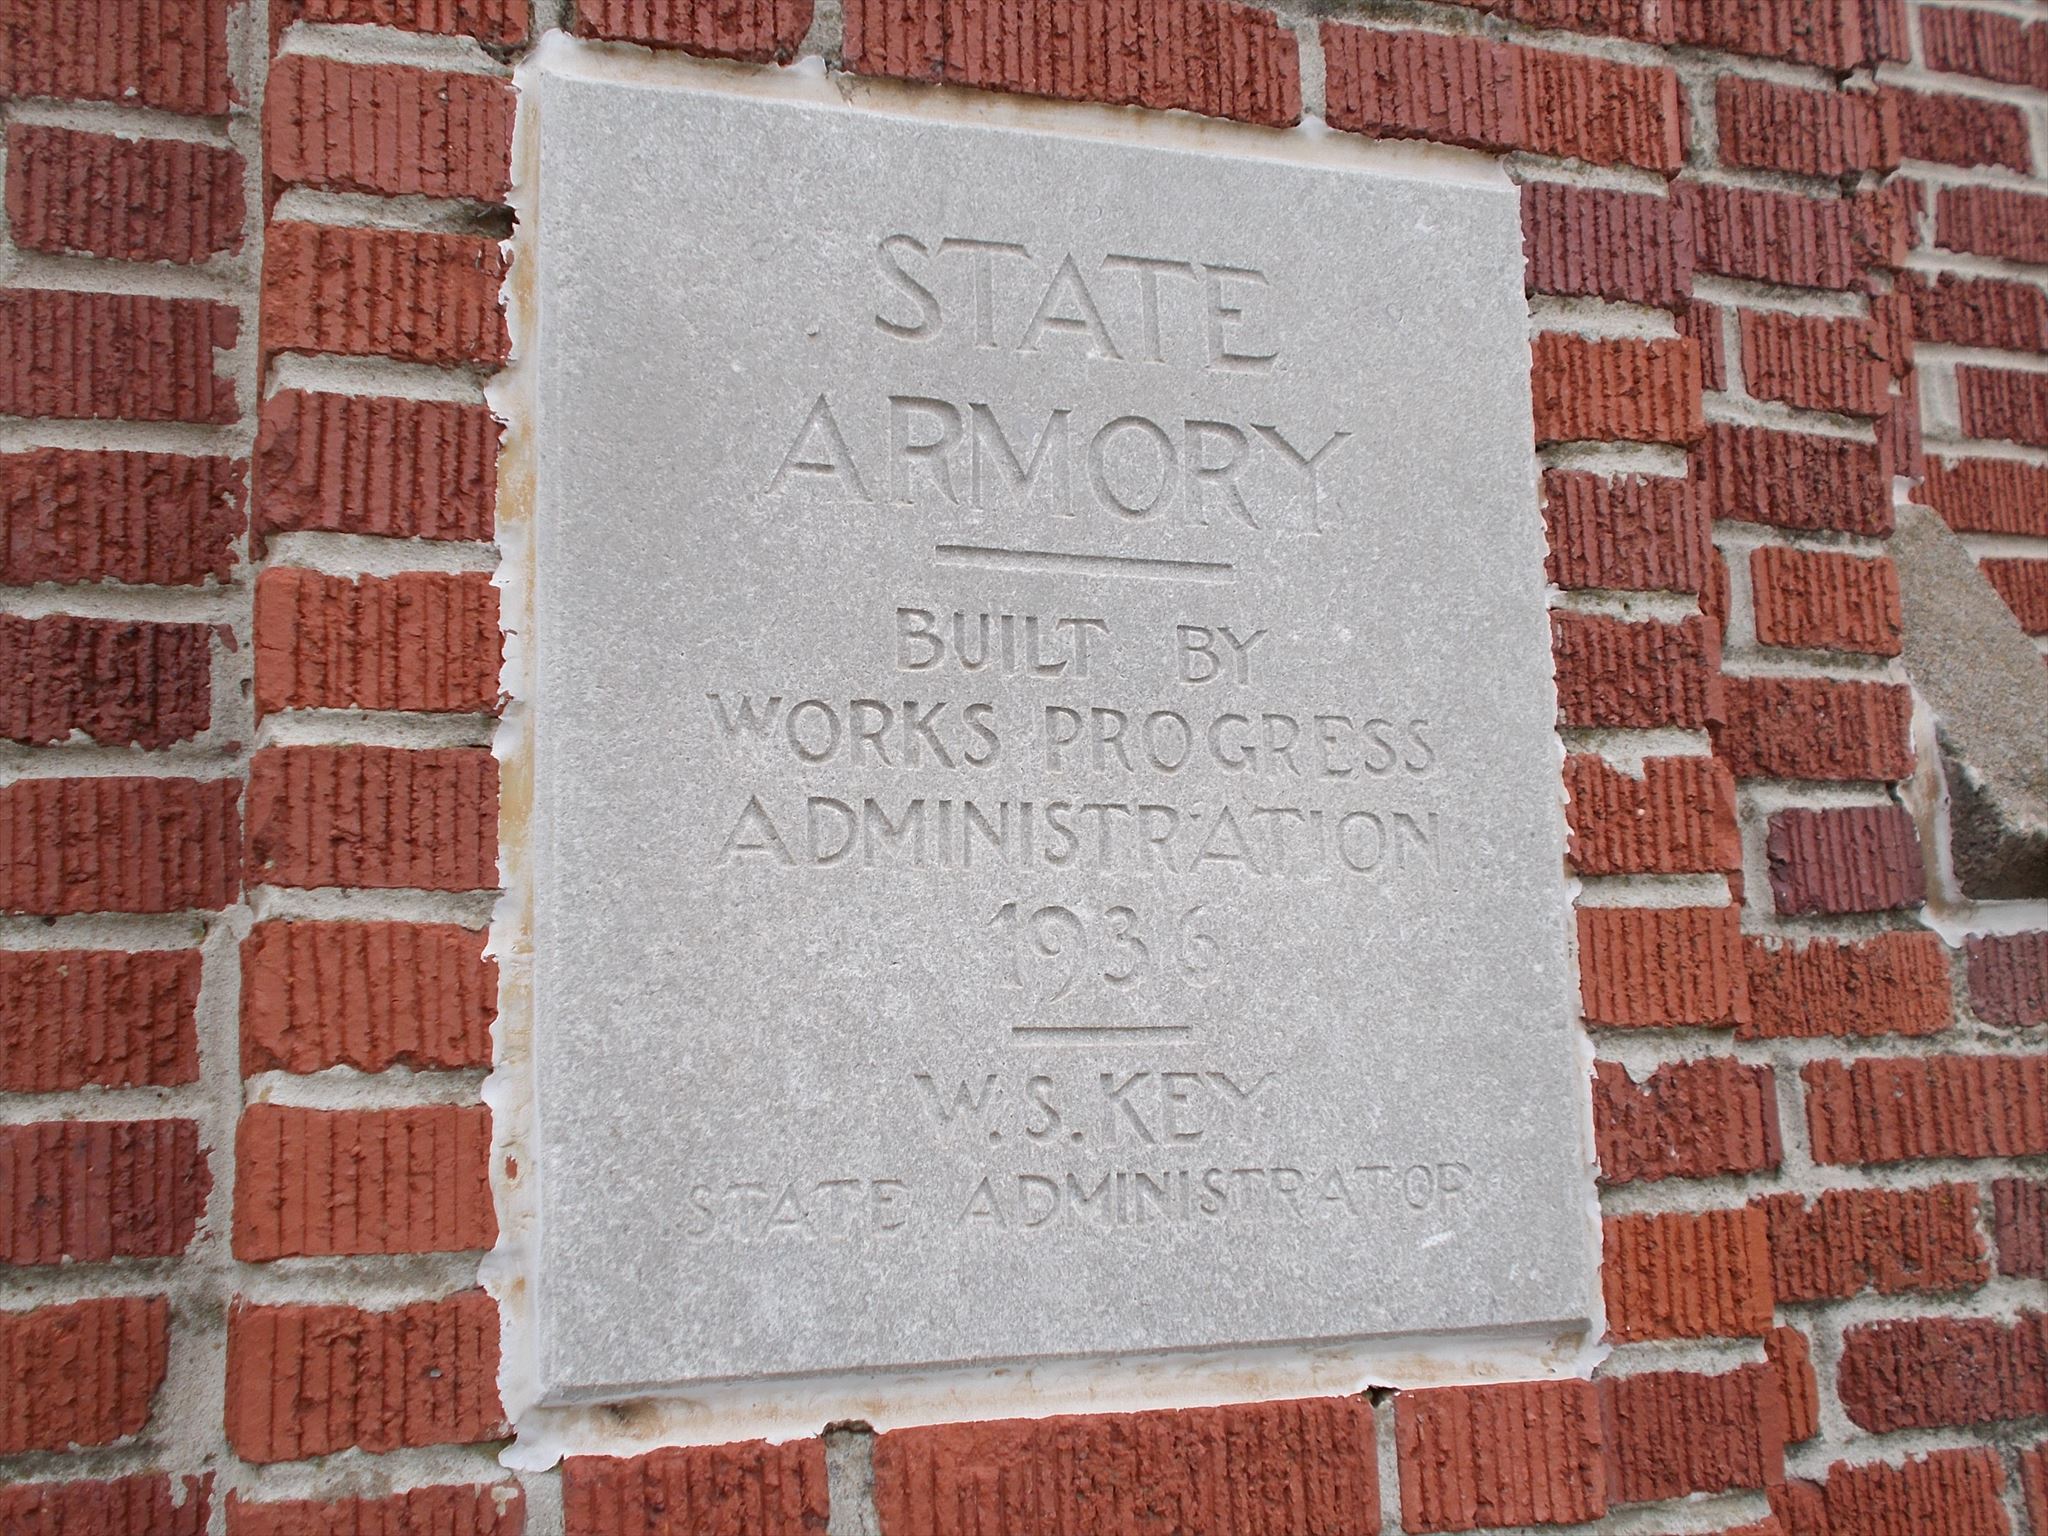 STATE
ARMORY
BUILT BY
WORKS PROGRESS
ADMINISTRATION
1936
W.S. KEY
STATE ADMINISTRATOR